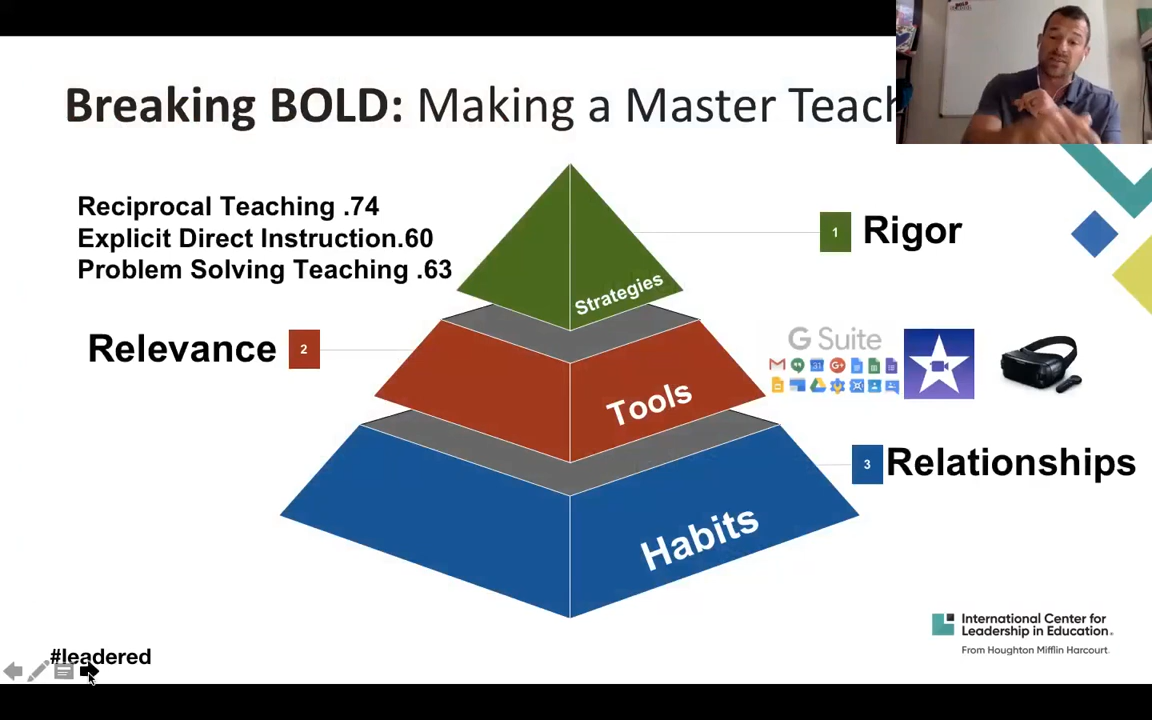 Breaking BOLD: Making a Master Teach
Reciprocal Teaching .74
Explicit Direct Instruction.60
Problem Solving Teaching .63
1 Rigor
Strategies
Relevance 2
G Suite
31
Tools
3 Relationships
Habits
International Center for
Leadership in Education.
From Houghton Mifflin Harcourt.
#leadered